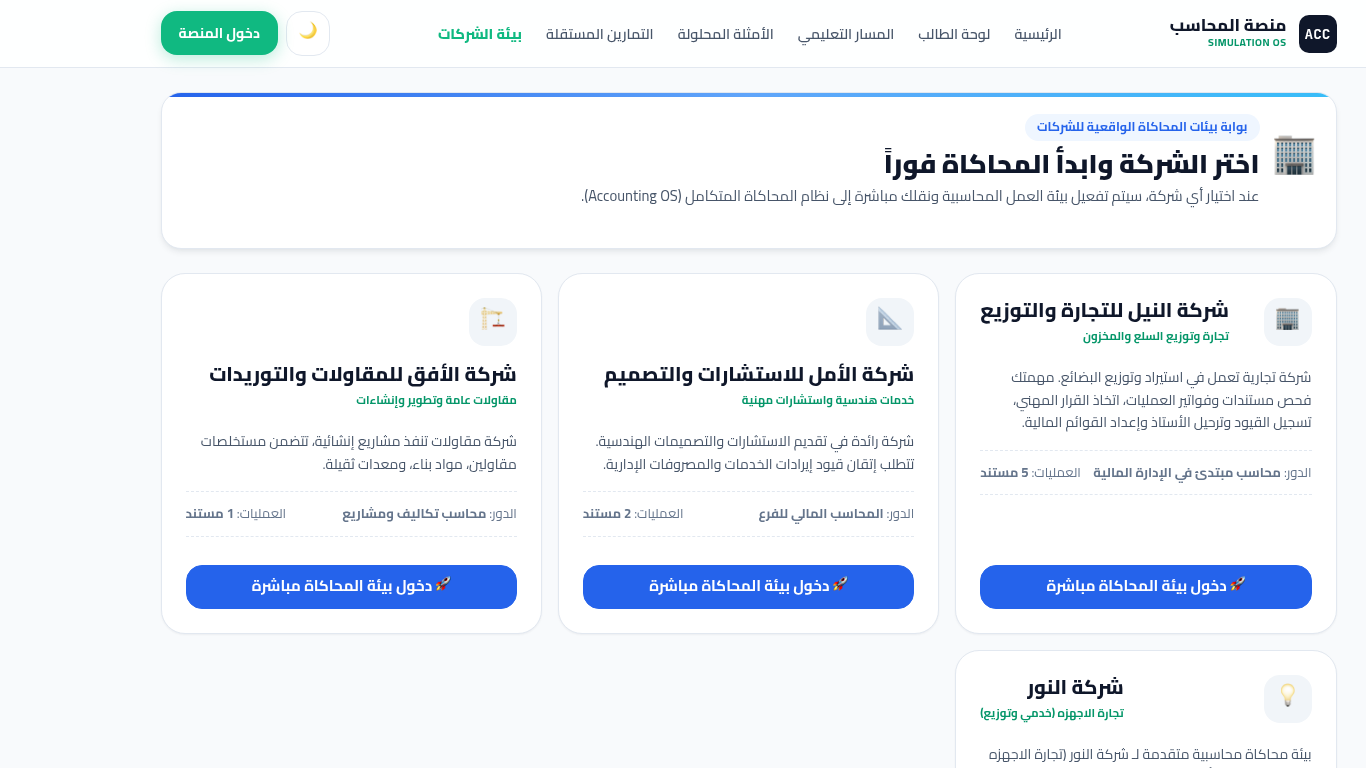 ACC
منصة المحاسب
SIMULATION OS
الرئيسية
لوحة الطالب
المسار التعليمي
الأمثلة المحلولة
التمارين المستقلة
بيئة الشركات
دخول المنصة
بوابة بيئات المحاكاة الواقعية للشركات
اختر الشركة وابدأ المحاكاة فوراً
عند اختيار أي شركة، سيتم تفعيل بيئة العمل المحاسبية ونقلك مباشرة إلى نظام المحاكاة المتكامل (Accounting OS).
شركة النيل للتجارة والتوزيع
تجارة وتوزيع السلع والمخزون
شركة تجارية تعمل في استيراد وتوزيع البضائع. مهمتك
فحص مستندات وفواتير العمليات، اتخاذ القرار المهني،
تسجيل القيود وترحيل الأستاذ وإعداد القوائم المالية.
الدور: محاسب مبتدئ في الإدارة المالية العمليات: 5 مستند
🚀 دخول بيئة المحاكاة مباشرة
شركة الأمل للاستشارات والتصميم
خدمات هندسية واستشارات مهنية
شركة رائدة في تقديم الاستشارات والتصميمات الهندسية.
تتطلب إتقان قيود إيرادات الخدمات والمصروفات الإدارية.
الدور: المحاسب المالي للفرع العمليات: 2 مستند
🚀 دخول بيئة المحاكاة مباشرة
شركة الأفق للمقاولات والتوريدات
مقاولات عامة وتطوير وإنشاءات
شركة مقاولات تنفذ مشاريع إنشائية، تتضمن مستخلصات
مقاولين، مواد بناء، ومعدات ثقيلة.
الدور: محاسب تكاليف ومشاريع العمليات: 1 مستند
🚀 دخول بيئة المحاكاة مباشرة
شركة النور
تجارة الاجهزه (خدمي وتوزيع)
بيئة محاكاة محاسبية متقدمة لـ شركة النور (تجارة الاجهزه